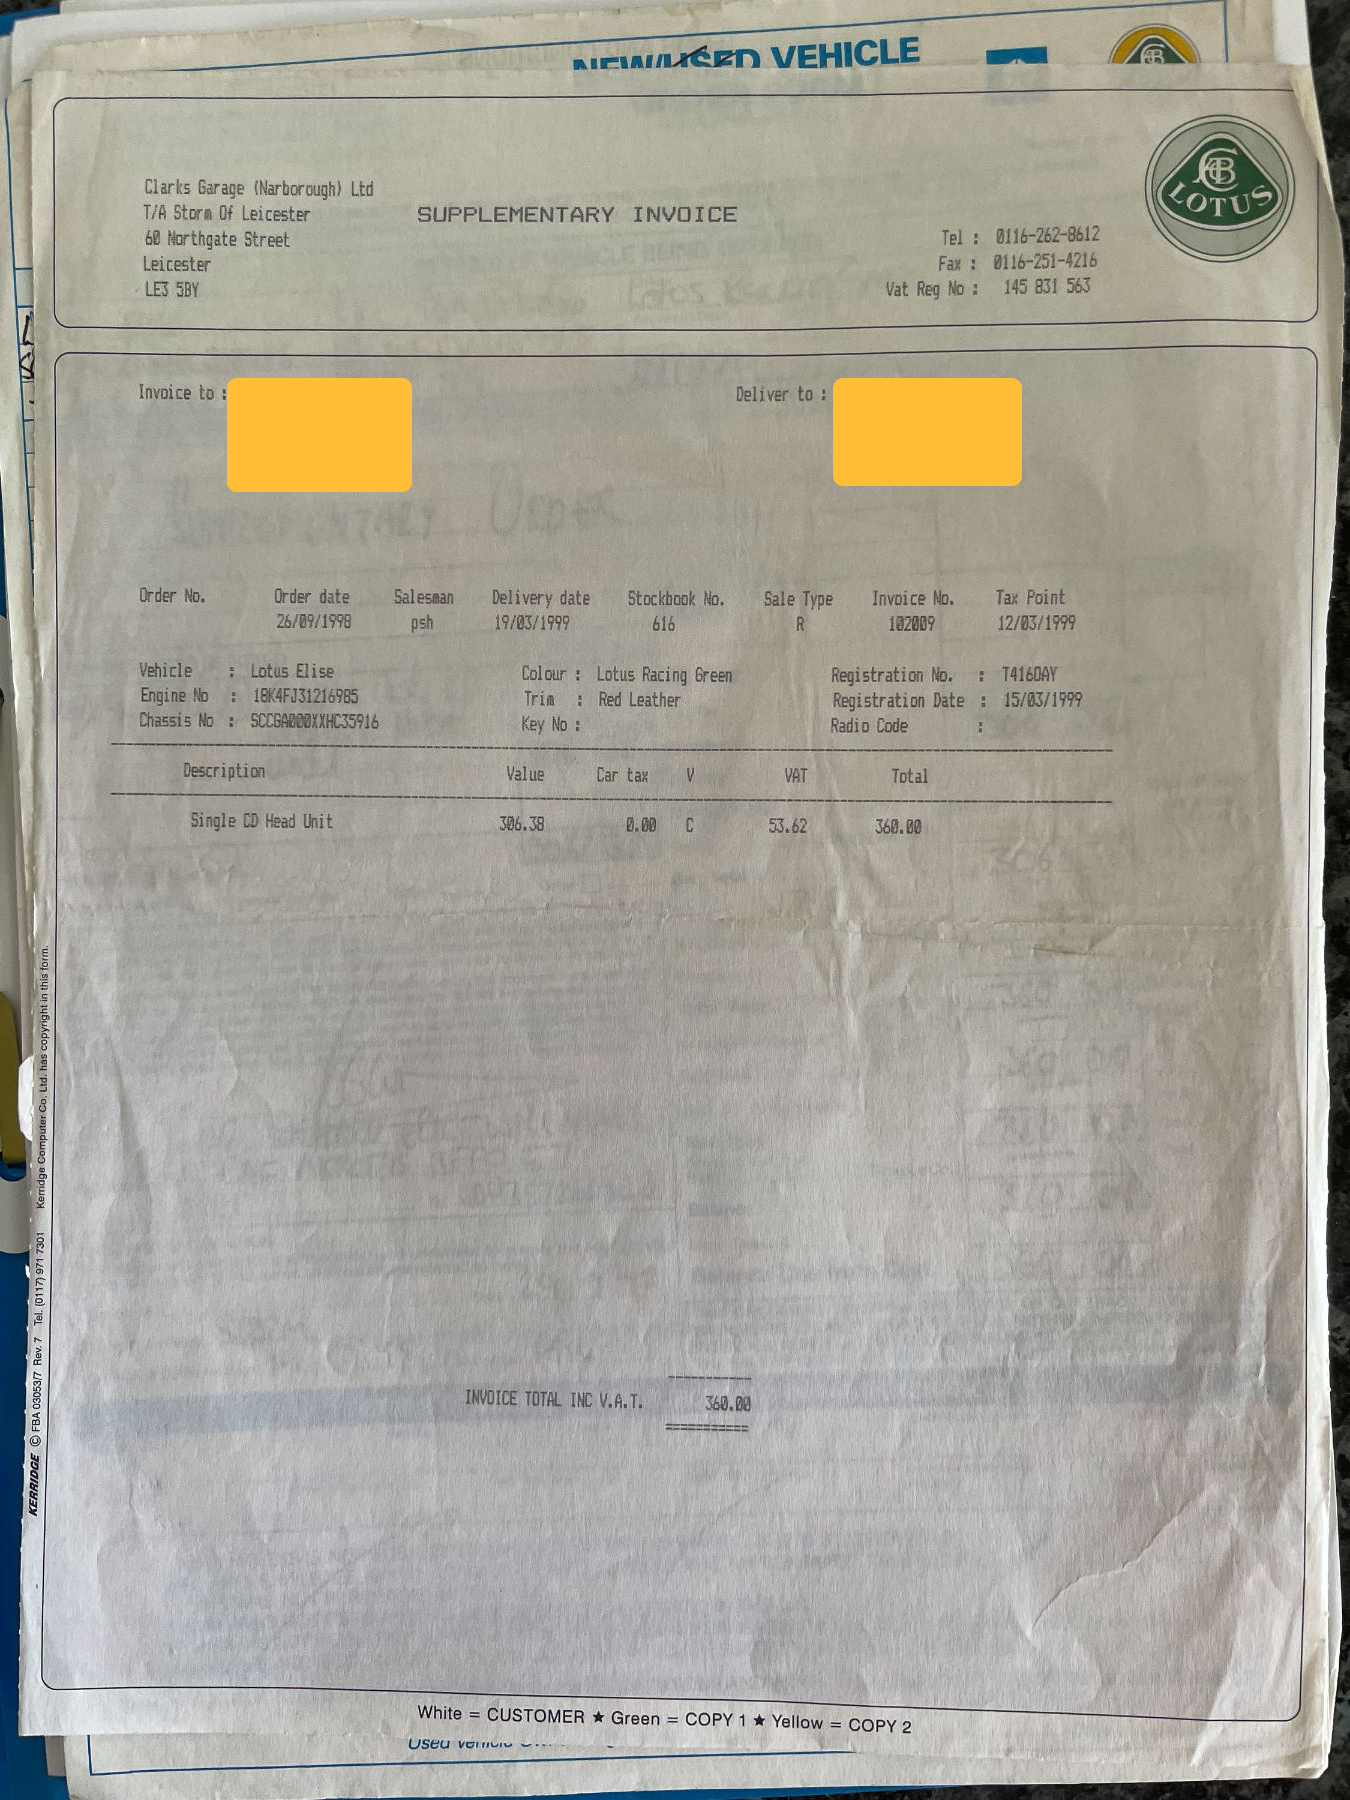 NEW/USED VEHICLE
Clarks Garage (Narborough) Ltd
T/A Storm Of Leicester
60 Northgate Street
Leicester
LE3 5BY
SUPPLEMENTARY INVOICE
Tel : 0116-262-8612
Fax : 0116-251-4216
Vat Reg No : 145 831 563
LOTUS
Invoice to :
Deliver to :
Order No. Order date Salesman Delivery date Stockbook No. Sale Type Invoice No. Tax Point
26/09/1998 psh 19/03/1999 616 R 102009 12/03/1999
Vehicle : Lotus Elise Colour : Lotus Racing Green Registration No. : T416OAY
Engine No : 18K4FJ31216985 Trim : Red Leather Registration Date : 15/03/1999
Chassis No : SCCGA000XXHC35916 Key No : Radio Code :
Description Value Car tax V VAT Total
Single CD Head Unit 306.38 0.00 C 53.62 360.00
INVOICE TOTAL INC V.A.T. 360.00
KERRIDGE © FBA 03053/7 Rev. 7 Tel. (0117) 971 7301 Kerridge Computer Co. Ltd. has copyright in this form.
White = CUSTOMER ★ Green = COPY 1 ★ Yellow = COPY 2
Used Vehicle